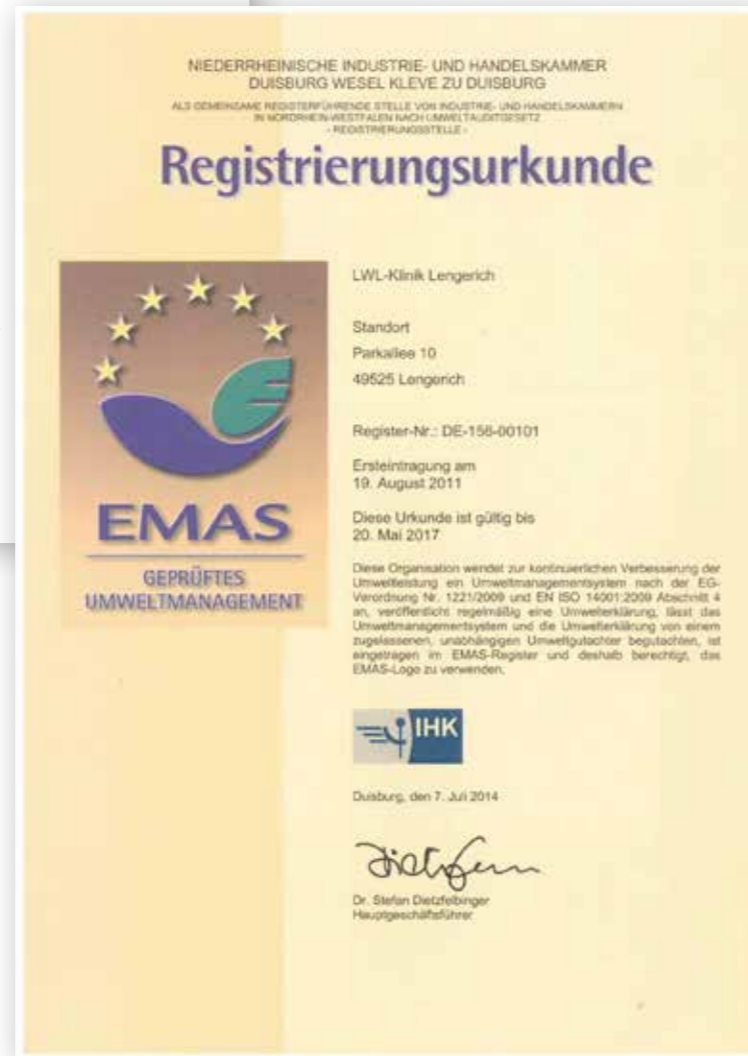 NIEDERRHEINISCHE INDUSTRIE- UND HANDELSKAMMER
DUISBURG WESEL KLEVE ZU DUISBURG
ALS GEMEINSAME REGISTERFÜHRENDE STELLE VON INDUSTRIE- UND HANDELSKAMMERN
IN NORDRHEIN-WESTFALEN NACH UMWELTAUDITGESETZ
- REGISTRIERUNGSSTELLE -
Registrierungsurkunde
LWL-Klinik Lengerich
Standort
Parkallee 10
49525 Lengerich
Register-Nr.: DE-156-00101
Ersteintragung am
19. August 2011
Diese Urkunde ist gültig bis
20. Mai 2017
EMAS
GEPRÜFTES
UMWELTMANAGEMENT
Diese Organisation wendet zur kontinuierlichen Verbesserung der
Umweltleistung ein Umweltmanagementsystem nach der EG-
Verordnung Nr. 1221/2009 und EN ISO 14001:2009 Abschnitt 4
an, veröffentlicht regelmäßig eine Umwelterklärung, lässt das
Umweltmanagementsystem und die Umwelterklärung von einem
zugelassenen, unabhängigen Umweltgutachter begutachten, ist
eingetragen im EMAS-Register und deshalb berechtigt, das
EMAS-Logo zu verwenden.
IHK
Duisburg, den 7. Juli 2014
Dr. Stefan Dietzfelbinger
Hauptgeschäftsführer